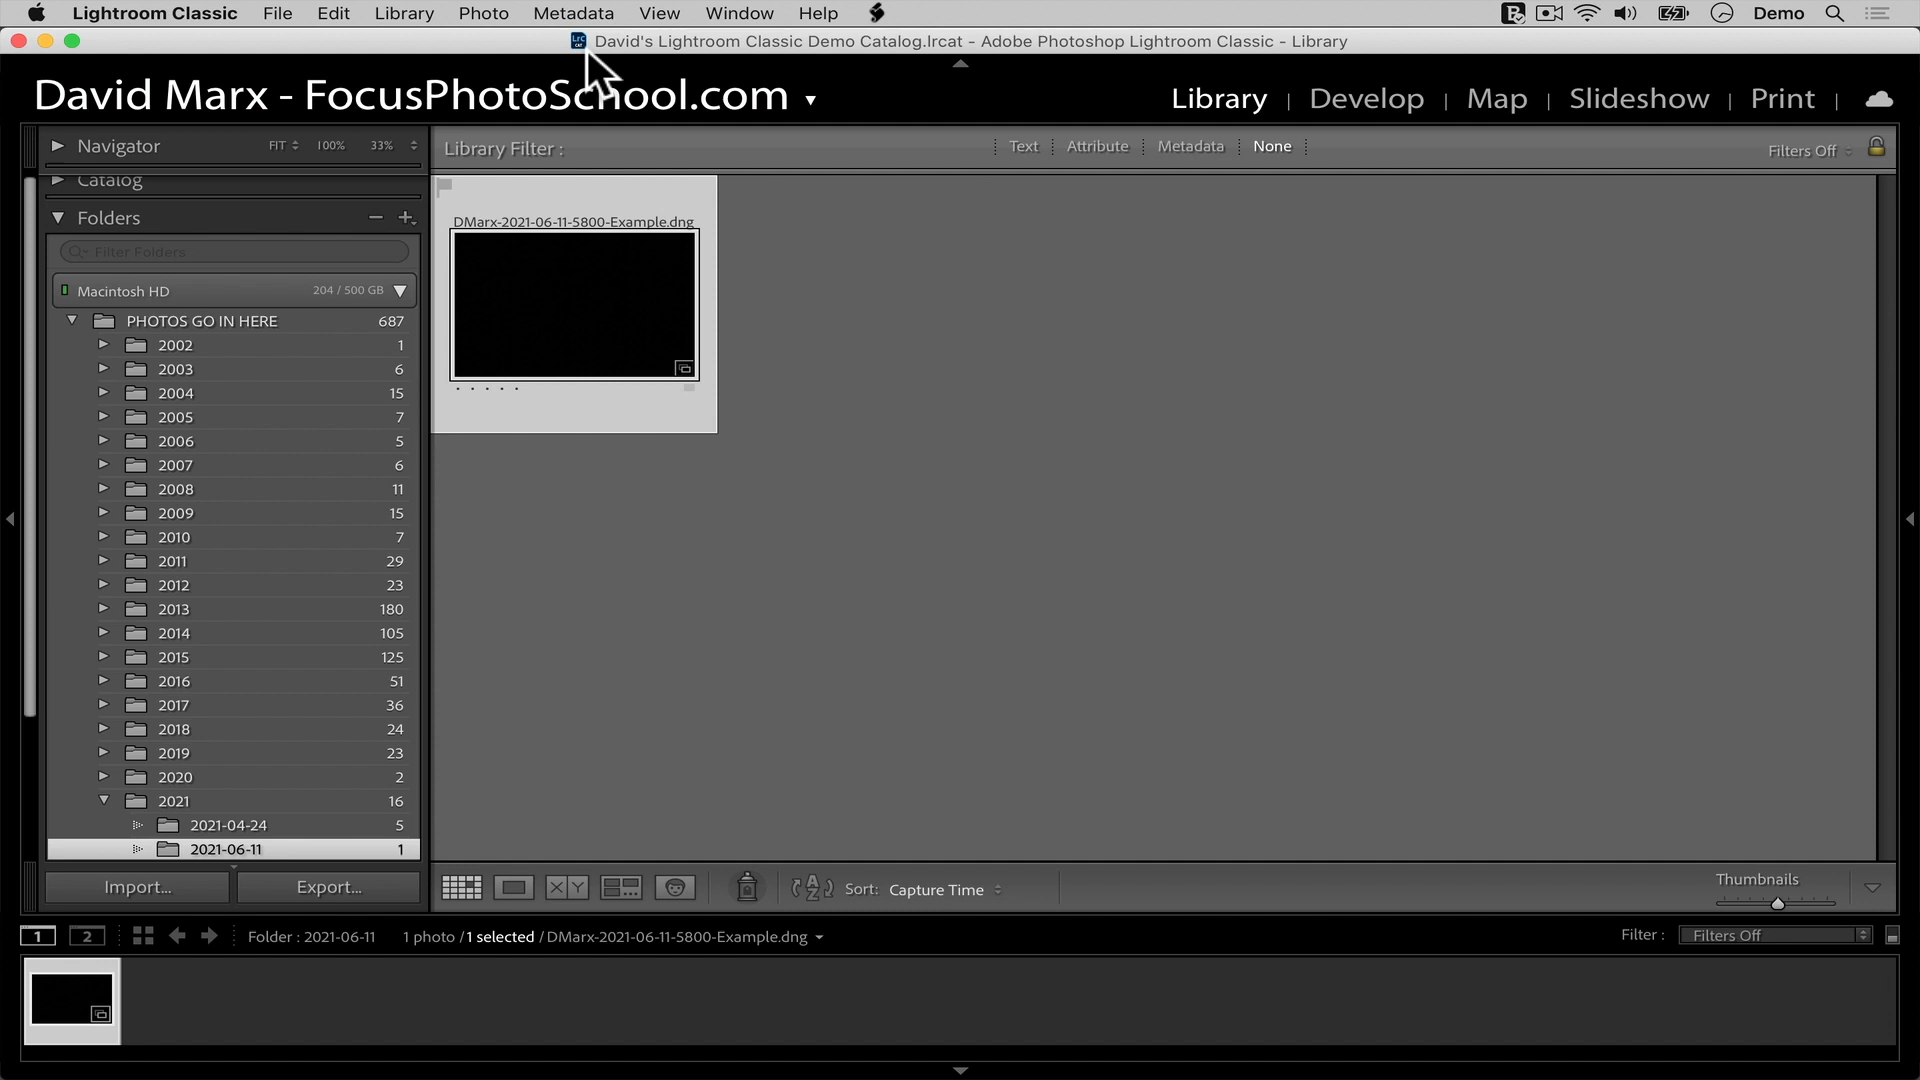 Lightroom Classic File Edit Library Photo Metadata View Window Help Demo
David's Lightroom Classic Demo Catalog.lrcat - Adobe Photoshop Lightroom Classic - Library
David Marx - FocusPhotoSchool.com
Library | Develop | Map | Slideshow | Print |
Navigator FIT 100% 33%
Library Filter : Text Attribute Metadata None Filters Off
Catalog
Folders
Filter Folders
Macintosh HD 204 / 500 GB
PHOTOS GO IN HERE 687
2002 1
2003 6
2004 15
2005 7
2006 5
2007 6
2008 11
2009 15
2010 7
2011 29
2012 23
2013 180
2014 105
2015 125
2016 51
2017 36
2018 24
2019 23
2020 2
2021 16
2021-04-24 5
2021-06-11 1
DMarx-2021-06-11-5800-Example.dng
Import... Export...
X Y
A Z
Sort: Capture Time
Thumbnails
1 2 Folder : 2021-06-11 1 photo / 1 selected / DMarx-2021-06-11-5800-Example.dng
Filter : Filters Off